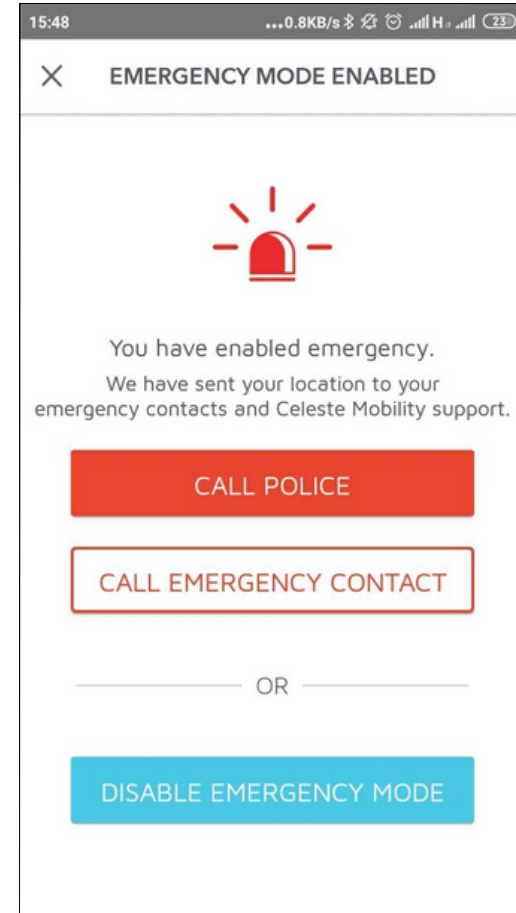 15:48 ...0.8KB/s H 23
EMERGENCY MODE ENABLED
You have enabled emergency.
We have sent your location to your
emergency contacts and Celeste Mobility support.
CALL POLICE
CALL EMERGENCY CONTACT
OR
DISABLE EMERGENCY MODE